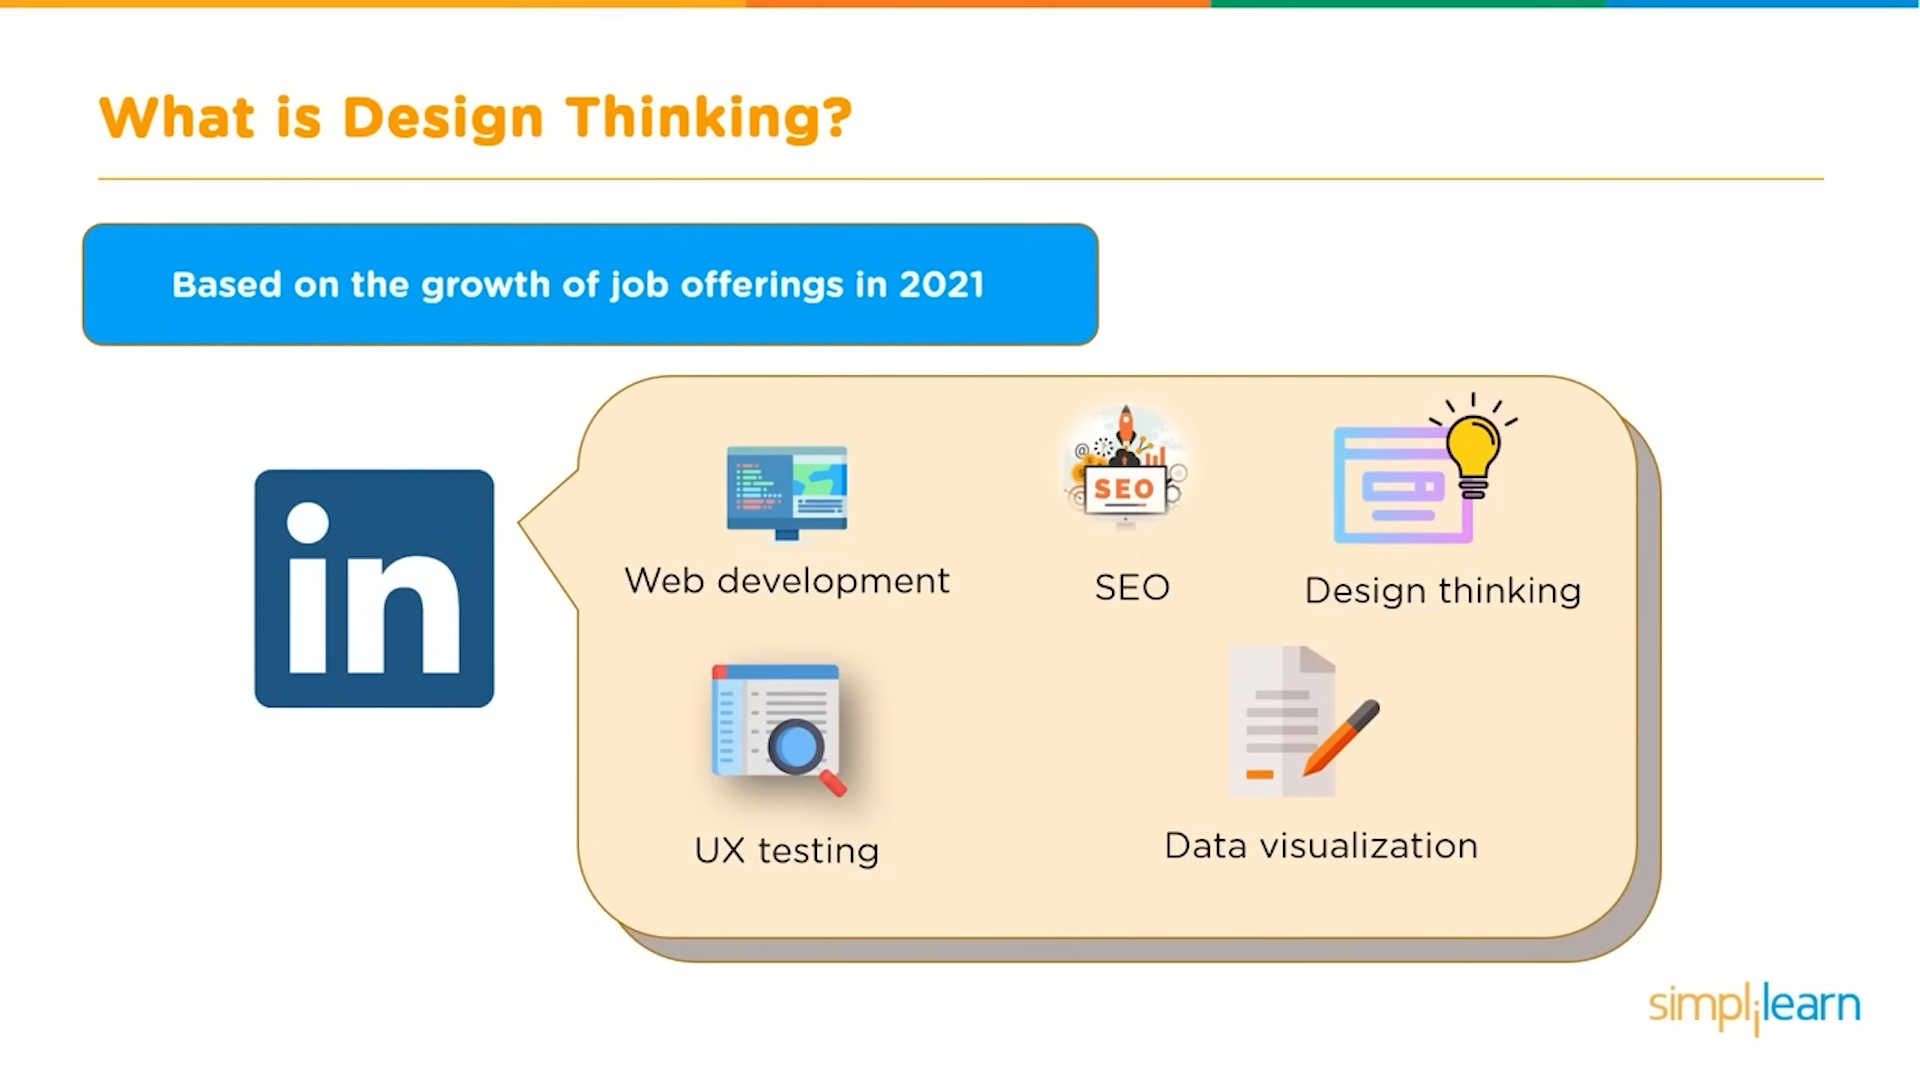 What is Design Thinking?
Based on the growth of job offerings in 2021
in
SEO
Web development
SEO
Design thinking
UX testing
Data visualization
simplilearn